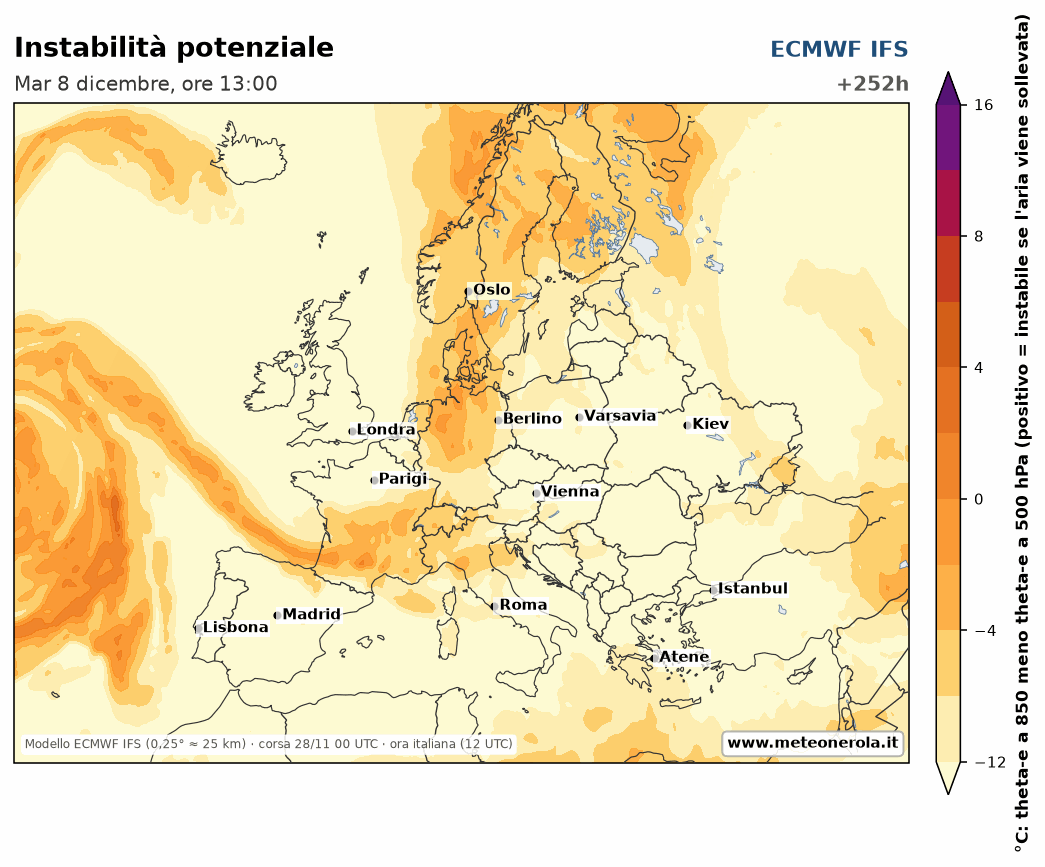 Instabilità potenziale
ECMWF IFS
Mar 8 dicembre, ore 13:00
+252h
Oslo
Berlino
Varsavia
Kiev
Londra
Parigi
Vienna
Istanbul
Roma
Madrid
Lisbona
Atene
Modello ECMWF IFS (0,25° ≈ 25 km) · corsa 28/11 00 UTC · ora italiana (12 UTC)
www.meteonerola.it
16
8
4
0
−4
−12
°C: theta-e a 850 meno theta-e a 500 hPa (positivo = instabile se l'aria viene sollevata)